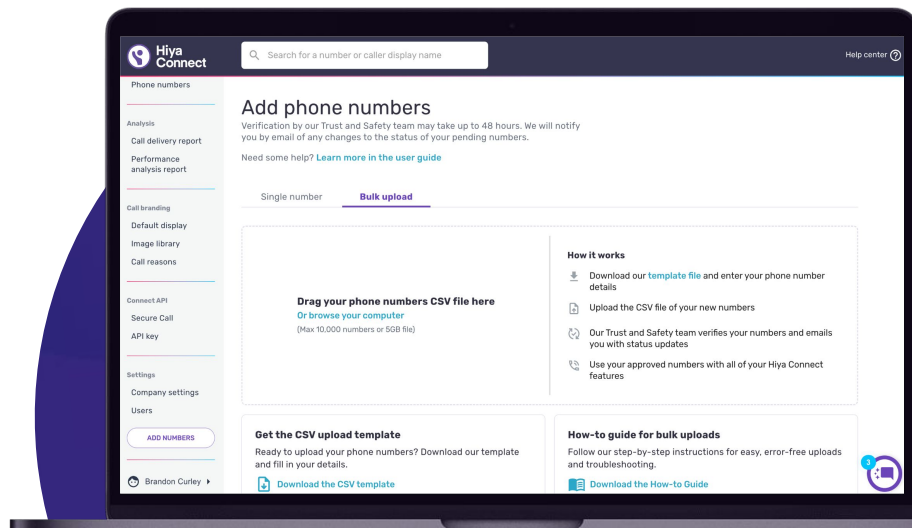 Hiya
Connect
Search for a number or caller display name
Help center
Phone numbers
Analysis
Call delivery report
Performance
analysis report
Call branding
Default display
Image library
Call reasons
Connect API
Secure Call
API key
Settings
Company settings
Users
ADD NUMBERS
Brandon Curley
Add phone numbers
Verification by our Trust and Safety team may take up to 48 hours. We will notify
you by email of any changes to the status of your pending numbers.
Need some help? Learn more in the user guide
Single number
Bulk upload
Drag your phone numbers CSV file here
Or browse your computer
(Max 10,000 numbers or 5GB file)
How it works
Download our template file and enter your phone number
details
Upload the CSV file of your new numbers
Our Trust and Safety team verifies your numbers and emails
you with status updates
Use your approved numbers with all of your Hiya Connect
features
Get the CSV upload template
Ready to upload your phone numbers? Download our template
and fill in your details.
Download the CSV template
How-to guide for bulk uploads
Follow our step-by-step instructions for easy, error-free uploads
and troubleshooting.
Download the How-to Guide
3